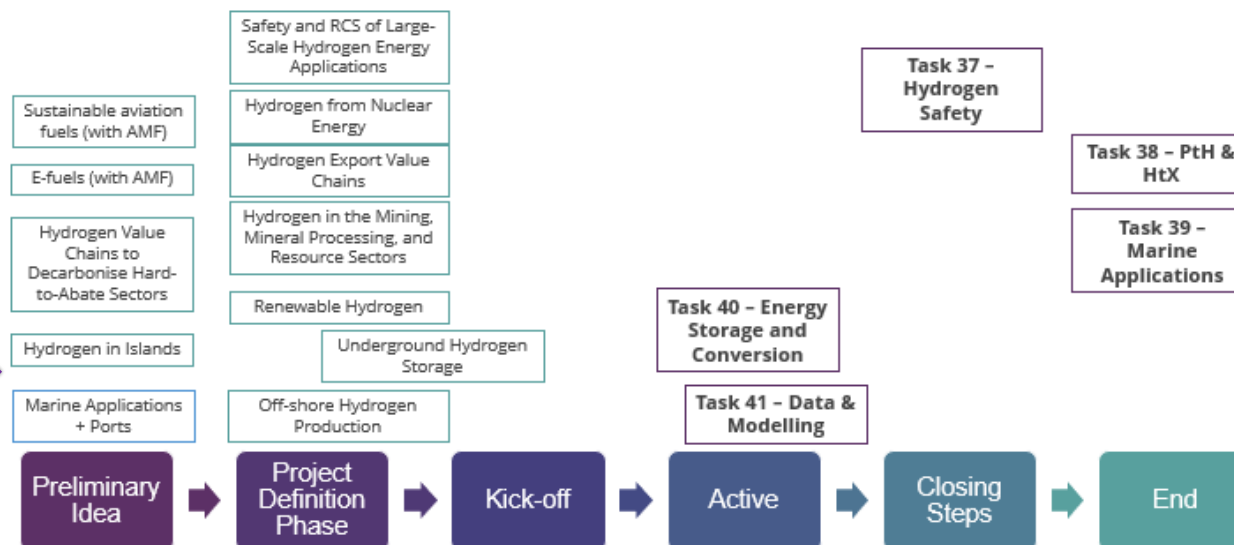 Sustainable aviation
fuels (with AMF)
E-fuels (with AMF)
Hydrogen Value
Chains to
Decarbonise Hard-
to-Abate Sectors
Hydrogen in Islands
Marine Applications
+ Ports
Safety and RCS of Large-
Scale Hydrogen Energy
Applications
Hydrogen from Nuclear
Energy
Hydrogen Export Value
Chains
Hydrogen in the Mining,
Mineral Processing, and
Resource Sectors
Renewable Hydrogen
Underground Hydrogen
Storage
Off-shore Hydrogen
Production
Task 40 – Energy
Storage and
Conversion
Task 41 – Data &
Modelling
Task 37 –
Hydrogen
Safety
Task 38 – PtH &
HtX
Task 39 –
Marine
Applications
Preliminary
Idea
Project
Definition
Phase
Kick-off
Active
Closing
Steps
End